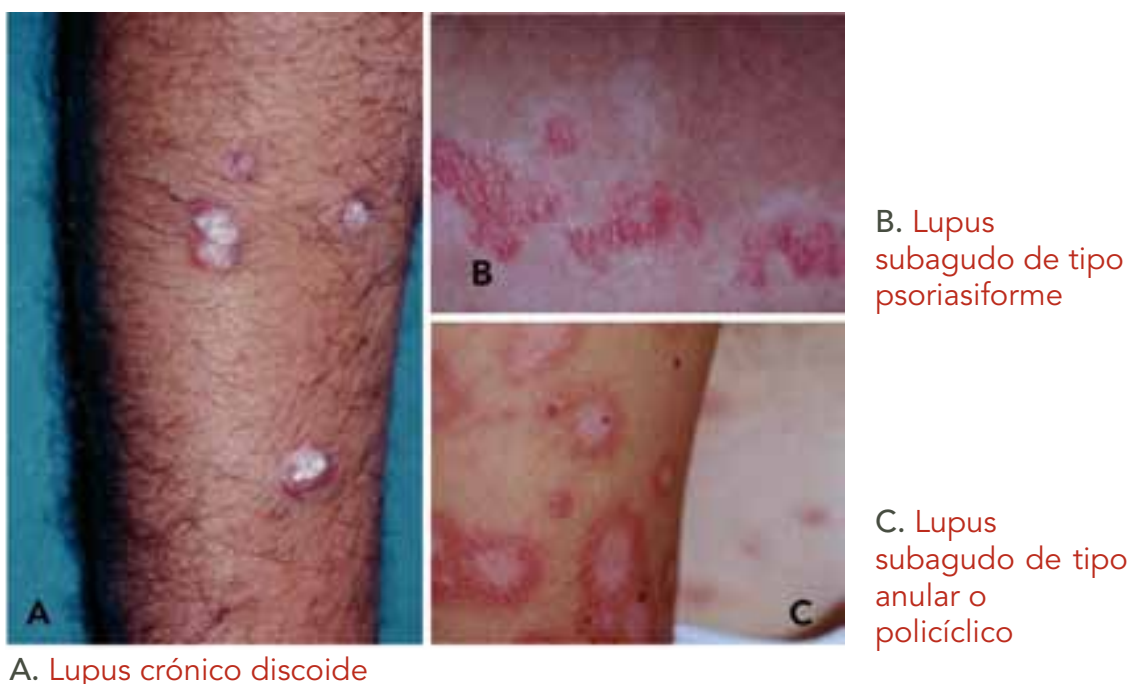 A
B
C
B. Lupus
subagudo de tipo
psoriasiforme
C. Lupus
subagudo de tipo
anular o
policíclico
A. Lupus crónico discoide